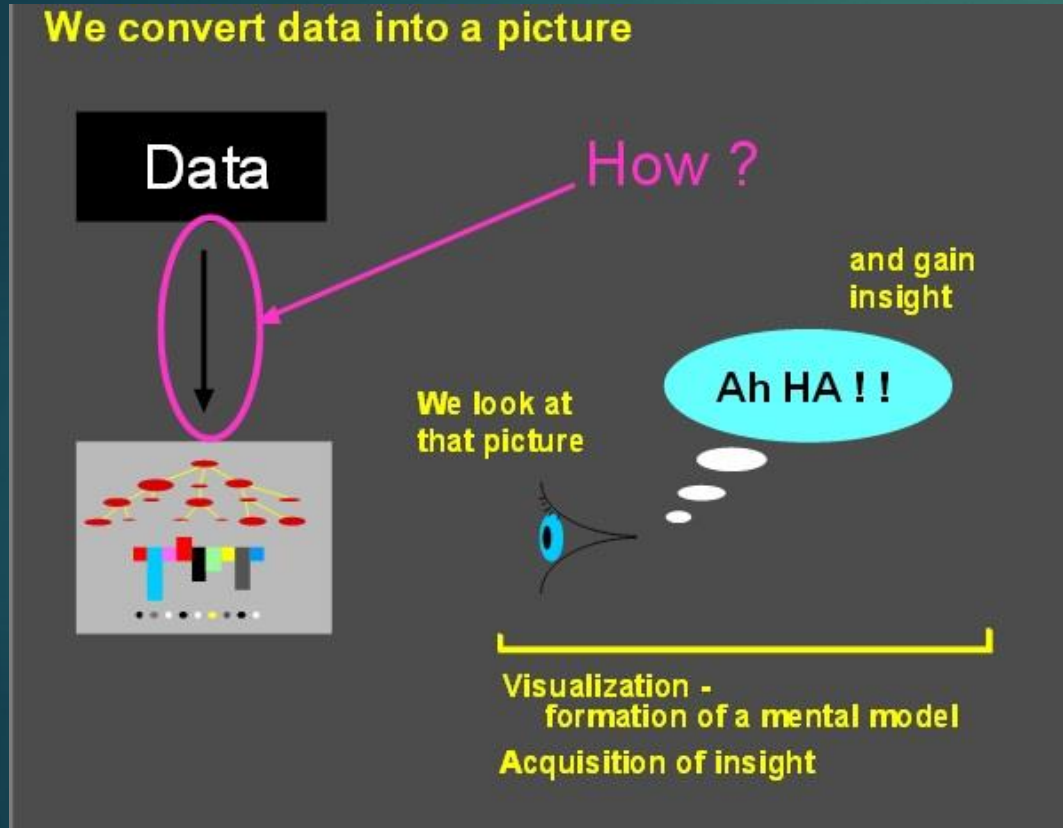 We convert data into a picture
Data
How ?
and gain
insight
Ah HA ! !
We look at
that picture
Visualization -
formation of a mental model
Acquisition of insight